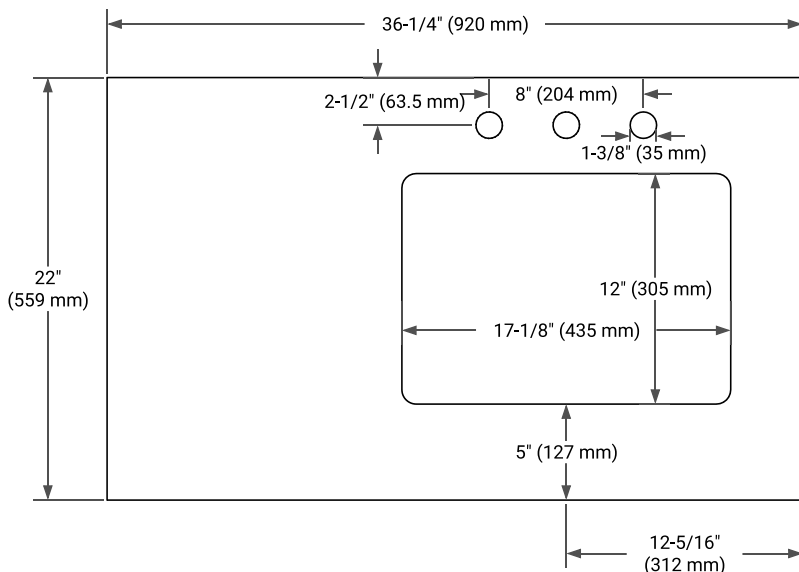 36-1/4" (920 mm)
2-1/2" (63.5 mm)
8" (204 mm)
1-3/8" (35 mm)
22"
(559 mm)
12" (305 mm)
17-1/8" (435 mm)
5" (127 mm)
12-5/16"
(312 mm)